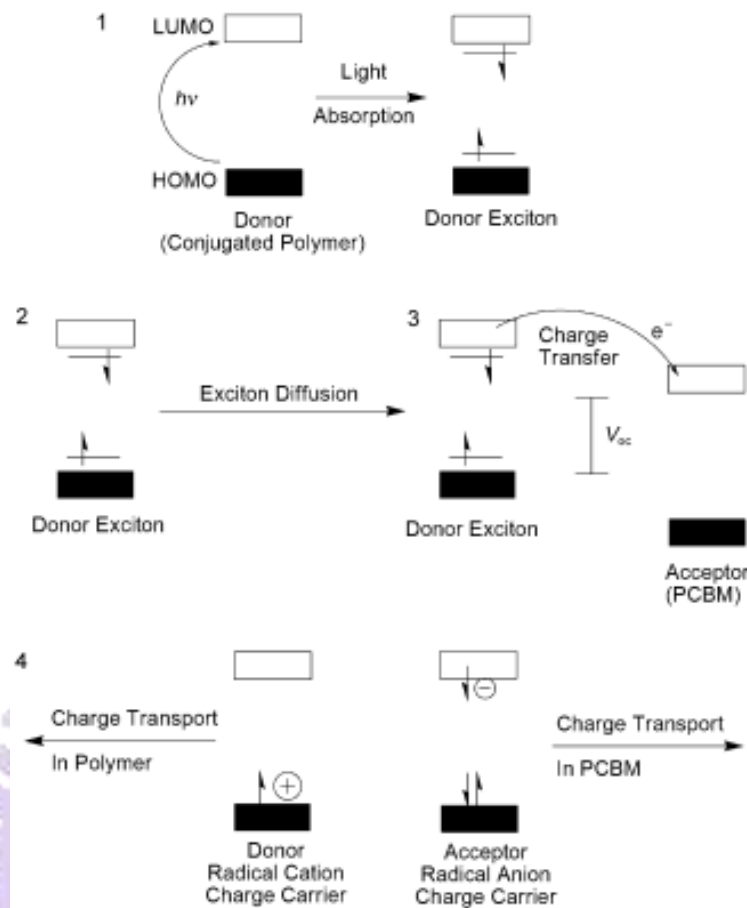 1
LUMO
hν
HOMO
Light
Absorption
Donor
(Conjugated Polymer)
Donor Exciton
2
Exciton Diffusion
Donor Exciton
3
Charge
Transfer
e⁻
Voc
Donor Exciton
Acceptor
(PCBM)
4
Charge Transport
In Polymer
+
Donor
Radical Cation
Charge Carrier
−
Acceptor
Radical Anion
Charge Carrier
Charge Transport
In PCBM